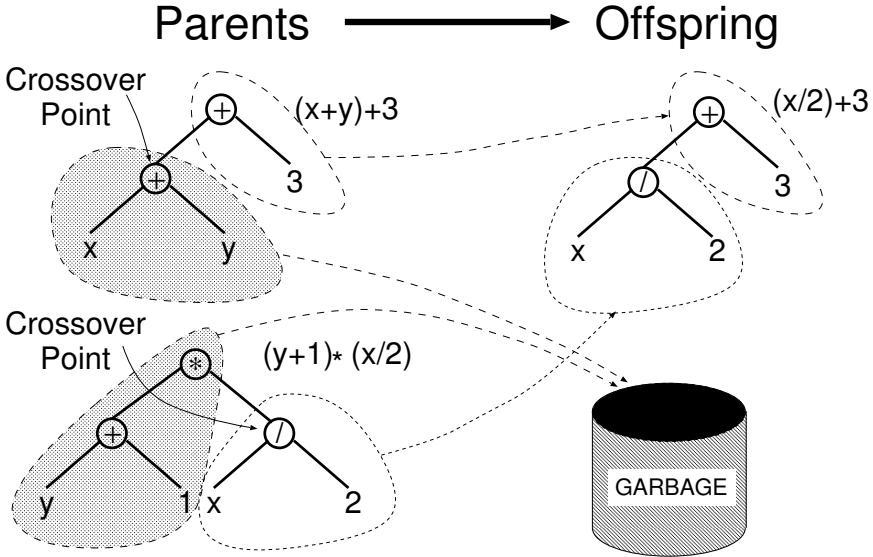 Parents
Offspring
Crossover
Point
(x+y)+3
(x/2)+3
+
+
3
+
3
x
y
/
x
2
Crossover
Point
(y+1)* (x/2)
*
+
/
y
1
x
2
GARBAGE